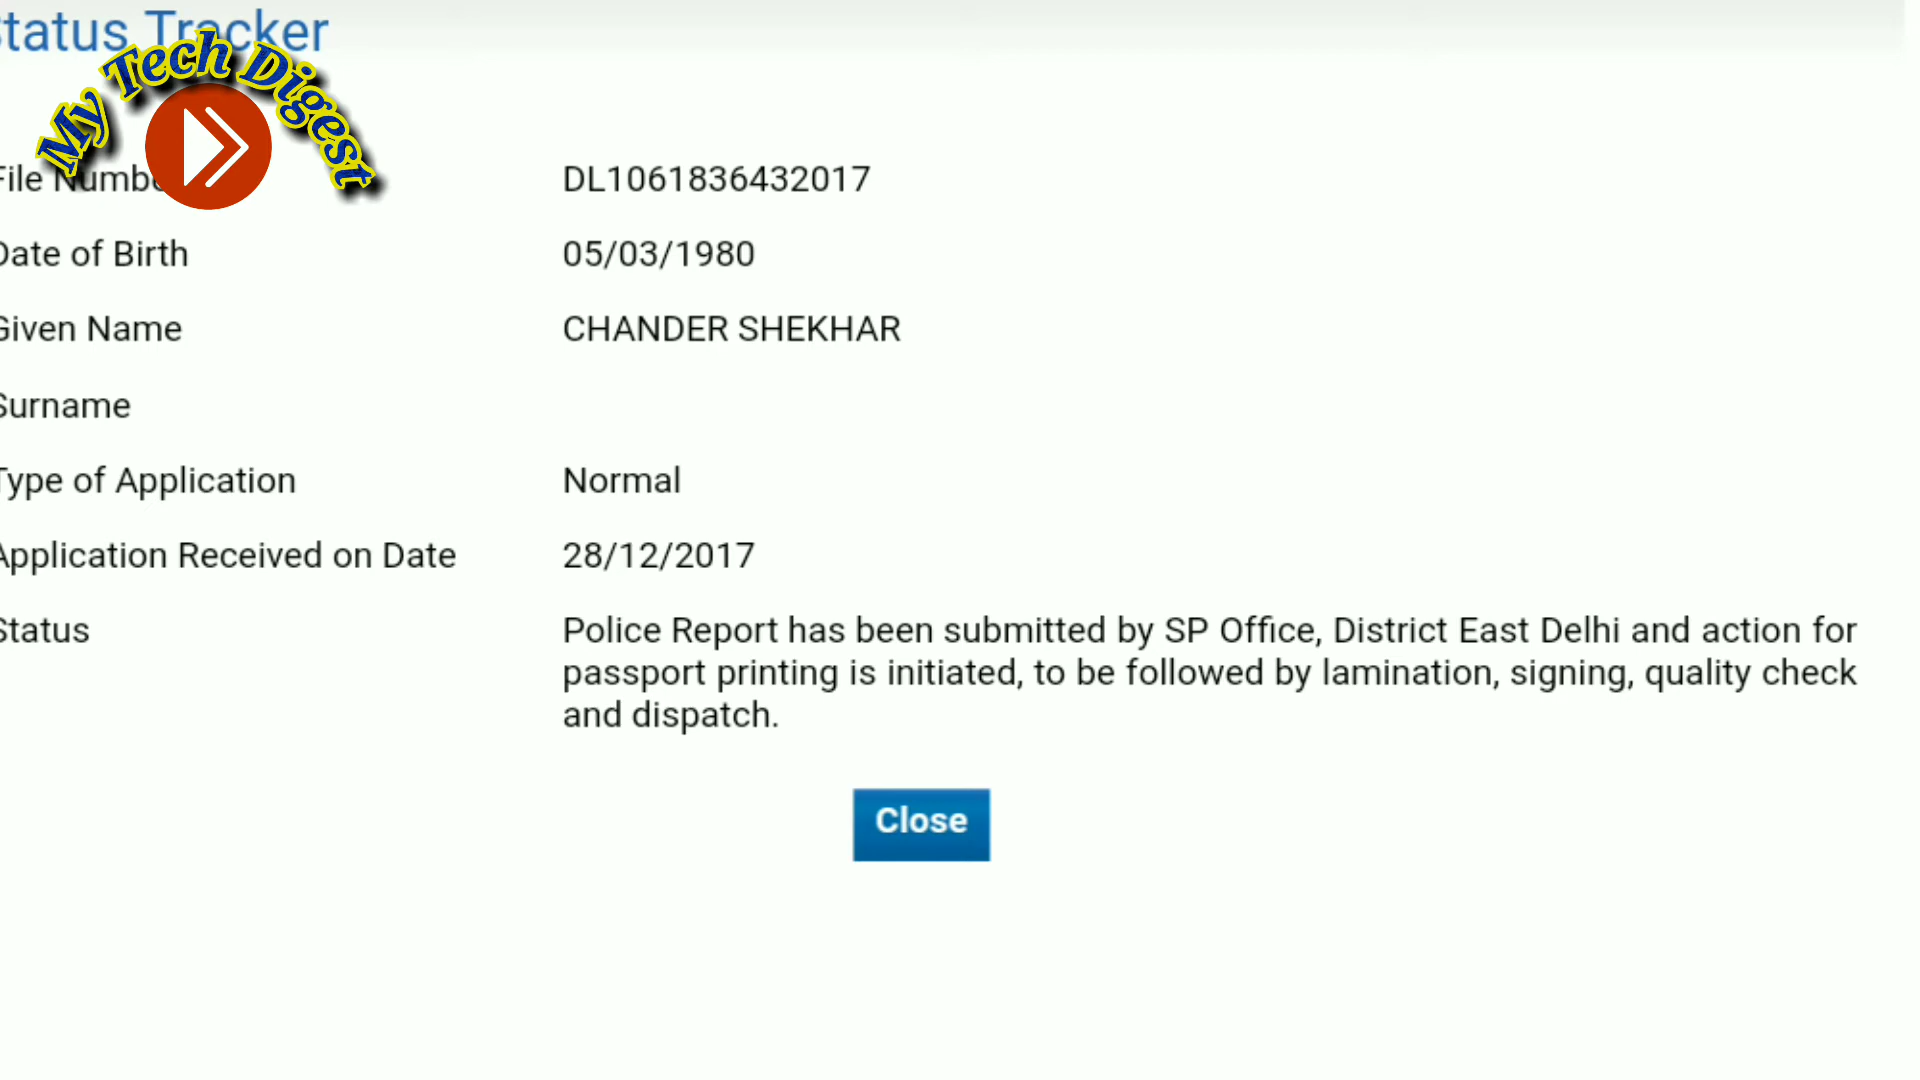 Status Tracker
My Tech Digest
File Number DL1061836432017
Date of Birth 05/03/1980
Given Name CHANDER SHEKHAR
Surname
Type of Application Normal
Application Received on Date 28/12/2017
Status Police Report has been submitted by SP Office, District East Delhi and action for
passport printing is initiated, to be followed by lamination, signing, quality check
and dispatch.
Close